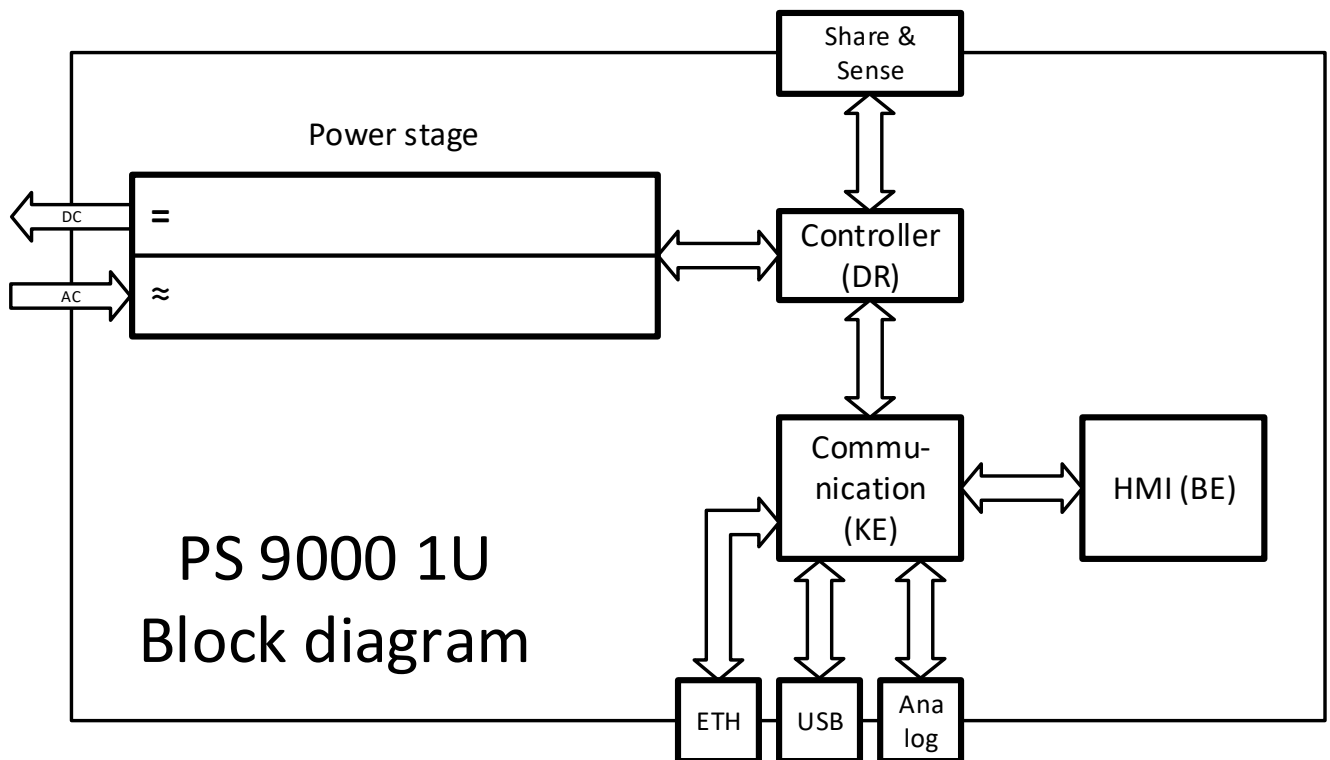 Share &
Sense
Power stage
DC
=
Controller
(DR)
AC
≈
Commu-
nication
(KE)
HMI (BE)
PS 9000 1U
Block diagram
ETH
USB
Ana
log